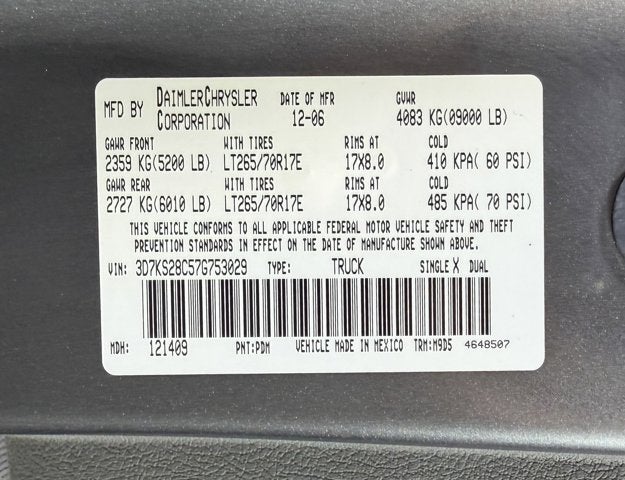 MFD BY DAIMLERCHRYSLER CORPORATION DATE OF MFR 12-06 GVWR 4083 KG(09000 LB)
GAWR FRONT WITH TIRES RIMS AT COLD
2359 KG(5200 LB) LT265/70R17E 17X8.0 410 KPA( 60 PSI)
GAWR REAR WITH TIRES RIMS AT COLD
2727 KG(6010 LB) LT265/70R17E 17X8.0 485 KPA( 70 PSI)
THIS VEHICLE CONFORMS TO ALL APPLICABLE FEDERAL MOTOR VEHICLE SAFETY AND THEFT
PREVENTION STANDARDS IN EFFECT ON THE DATE OF MANUFACTURE SHOWN ABOVE.
VIN: 3D7KS28C57G753029 TYPE: TRUCK SINGLE X DUAL
MDH: 121409 PNT:PDM VEHICLE MADE IN MEXICO TRM:M9D5 4648507